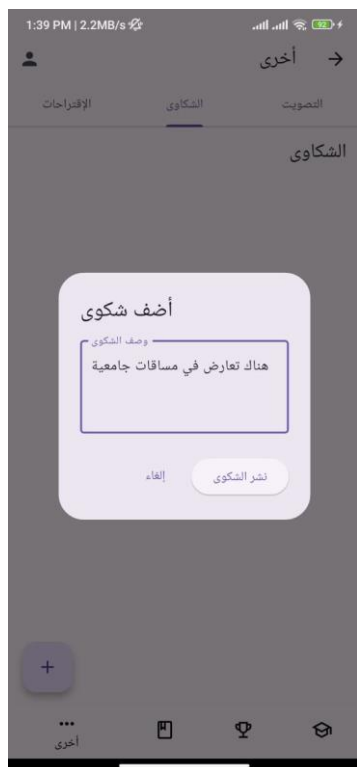 1:39 PM | 2.2MB/s
92
أخرى
التصويت
الشكاوى
الإقتراحات
الشكاوى
أضف شكوى
وصف الشكوى
هناك تعارض في مساقات جامعية
نشر الشكوى
إلغاء
+
أخرى